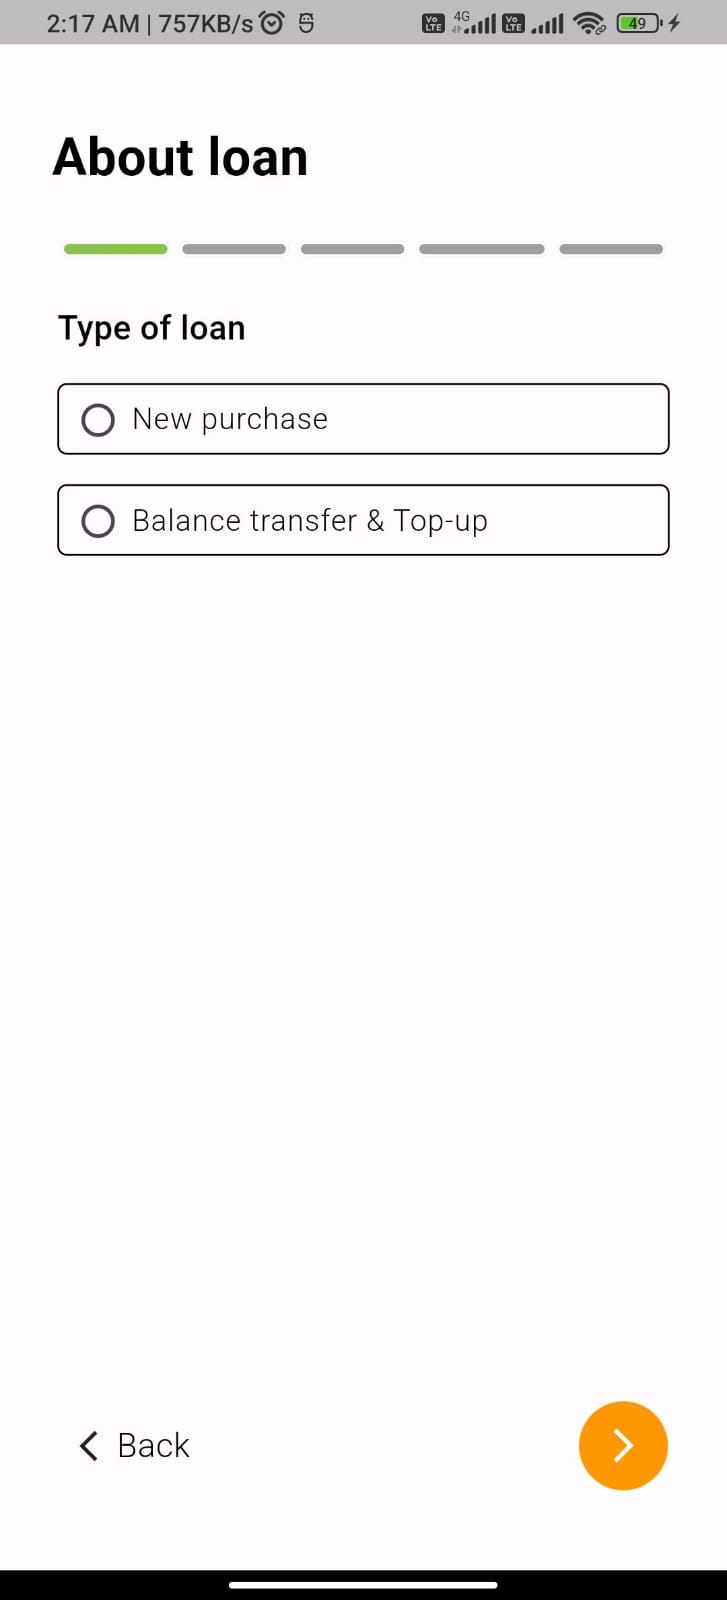 2:17 AM | 757KB/s
Vo LTE 4G Vo LTE 49
About loan
Type of loan
New purchase
Balance transfer & Top-up
Back